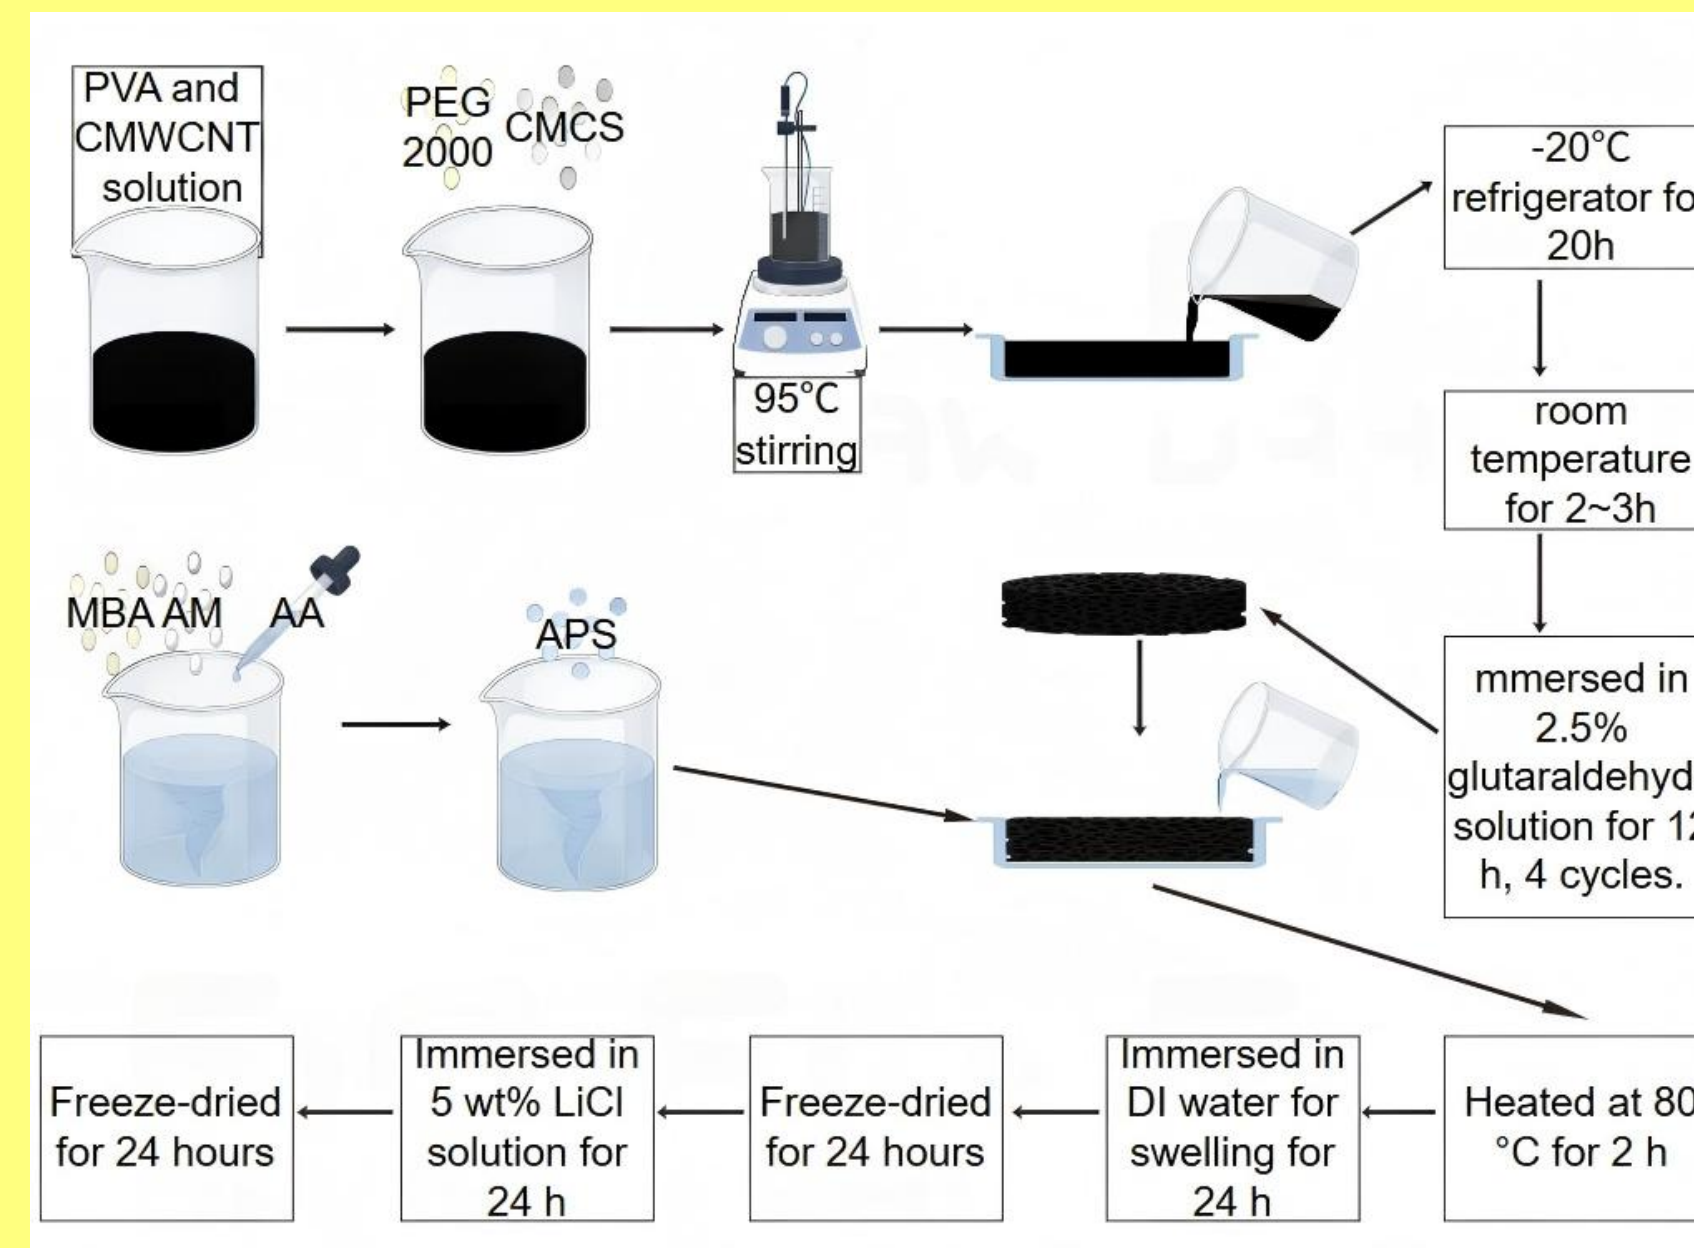 PVA and
CMWCNT
solution
PEG
2000
CMCS
95°C
stirring
-20°C
refrigerator fo
20h
room
temperature
for 2~3h
mmersed in
2.5%
glutaraldehyd
solution for 12
h, 4 cycles.
MBA AM AA
APS
Heated at 80
°C for 2 h
Immersed in
DI water for
swelling for
24 h
Freeze-dried
for 24 hours
Immersed in
5 wt% LiCl
solution for
24 h
Freeze-dried
for 24 hours